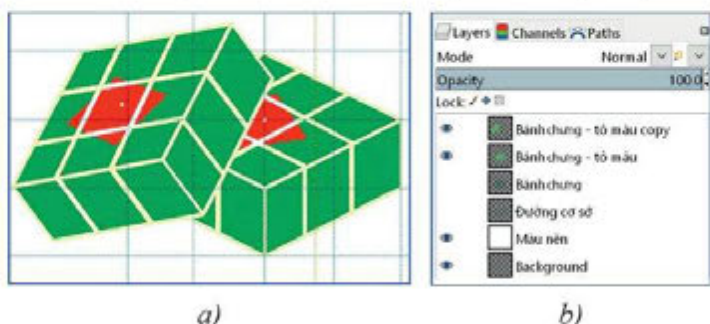 Layers Channels Paths
Mode Normal
Opacity 100.0
Lock:
Bánh chưng - tô màu copy
Bánh chưng - tô màu
Bánh chưng
Đường cơ sở
Màu nền
Background
a) b)